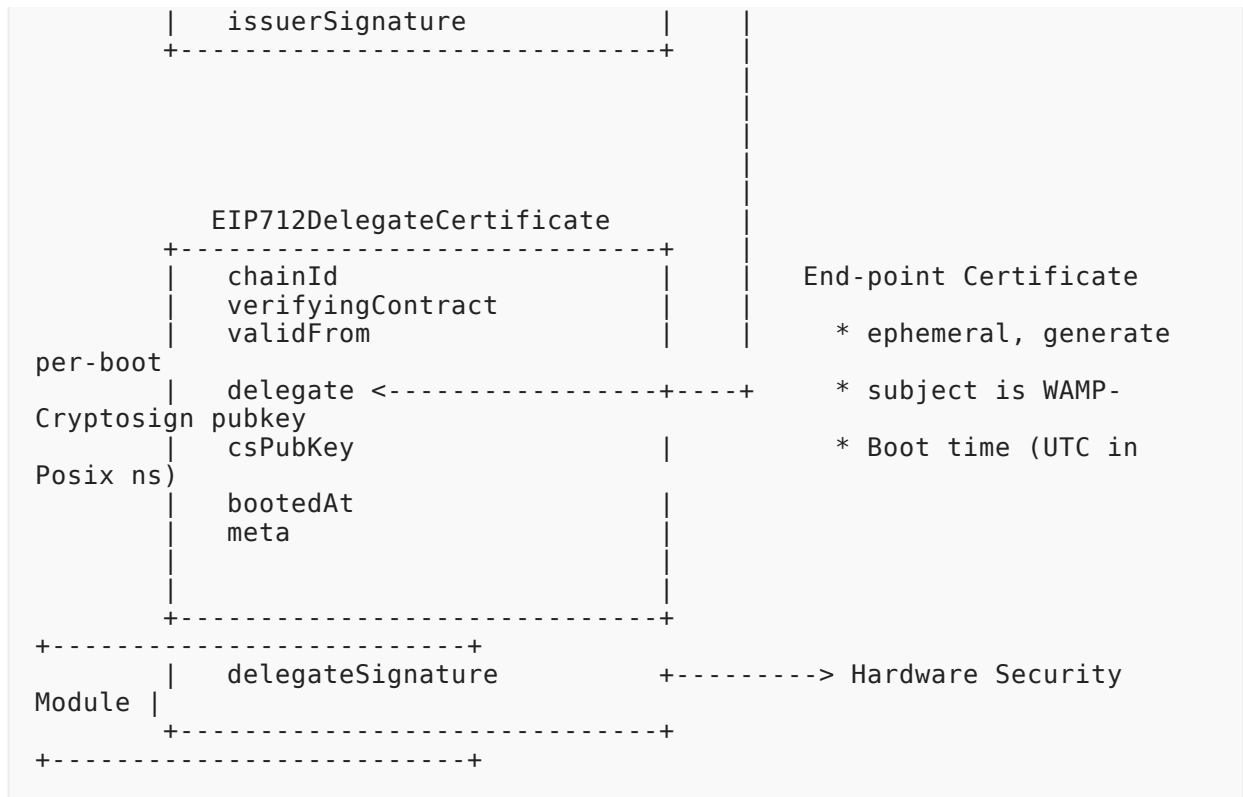 |   issuerSignature            |    |
        +------------------------------+    |
                                            |
                                            |
                                            |
                                            |
                                            |
           EIP712DelegateCertificate        |
        +------------------------------+    |
        |   chainId                    |    |   End-point Certificate
        |   verifyingContract          |    |
        |   validFrom                  |    |     * ephemeral, generate
per-boot
        |   delegate <-----------------+----+     * subject is WAMP-
Cryptosign pubkey
        |   csPubKey                   |          * Boot time (UTC in
Posix ns)
        |   bootedAt                   |
        |   meta                       |
        |                              |
        |                              |
        +------------------------------+
+--------------------------+
        |   delegateSignature          +---------> Hardware Security
Module |
        +------------------------------+
+--------------------------+